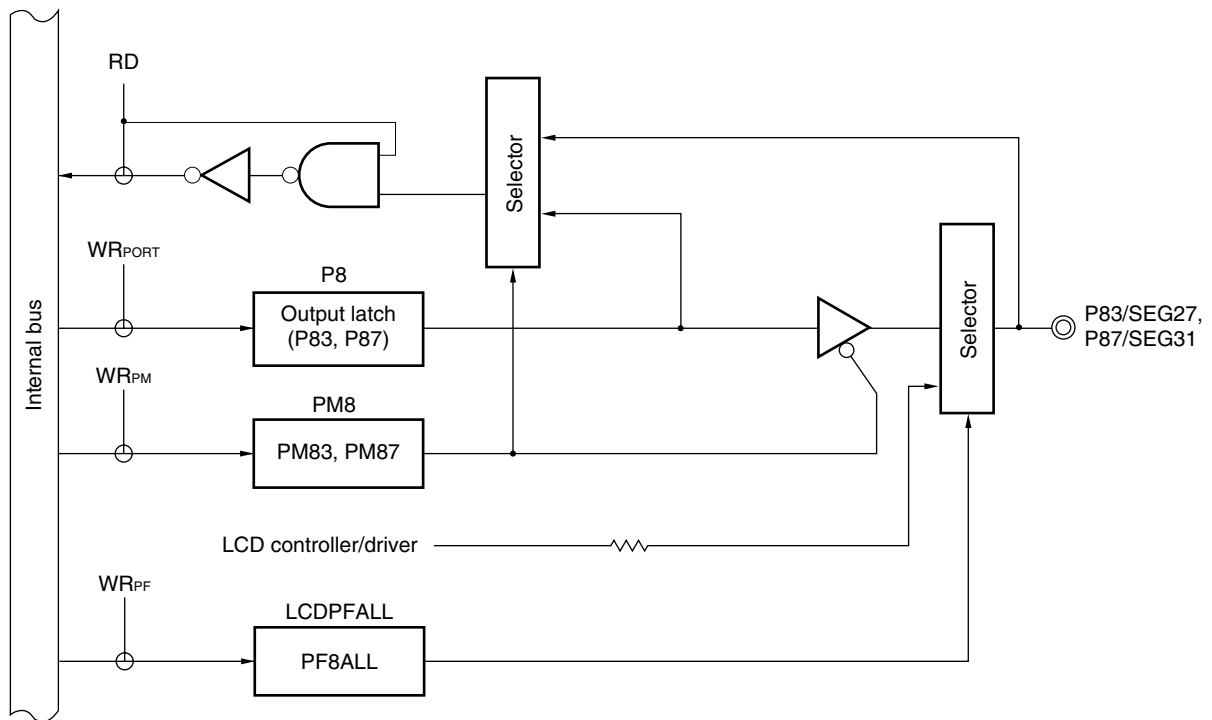 RD
Selector
WRPORT
P8
Output latch
(P83, P87)
Internal bus
Selector
P83/SEG27,
P87/SEG31
WRPM
PM8
PM83, PM87
LCD controller/driver
WRPF
LCDPFALL
PF8ALL